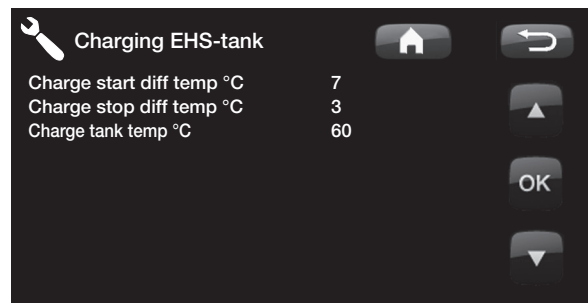 Charging EHS-tank
Charge start diff temp °C 7
Charge stop diff temp °C 3
Charge tank temp °C 60
OK